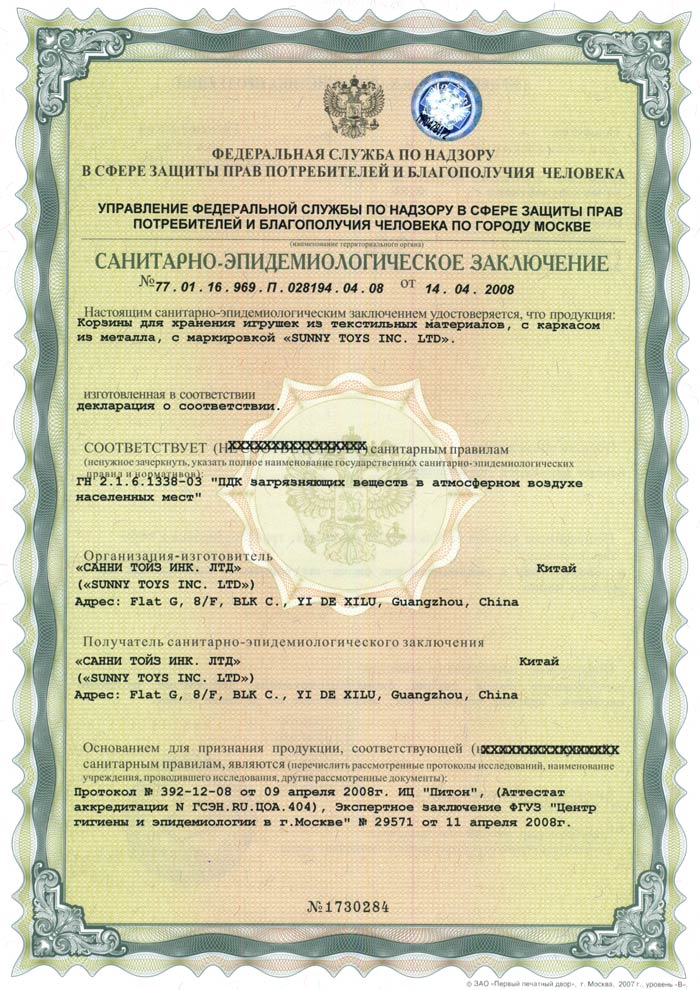 ФЕДЕРАЛЬНАЯ СЛУЖБА ПО НАДЗОРУ
В СФЕРЕ ЗАЩИТЫ ПРАВ ПОТРЕБИТЕЛЕЙ И БЛАГОПОЛУЧИЯ ЧЕЛОВЕКА
УПРАВЛЕНИЕ ФЕДЕРАЛЬНОЙ СЛУЖБЫ ПО НАДЗОРУ В СФЕРЕ ЗАЩИТЫ ПРАВ
ПОТРЕБИТЕЛЕЙ И БЛАГОПОЛУЧИЯ ЧЕЛОВЕКА ПО ГОРОДУ МОСКВЕ
(наименование территориального органа)
САНИТАРНО-ЭПИДЕМИОЛОГИЧЕСКОЕ ЗАКЛЮЧЕНИЕ
№77.01.16.969.П.028194.04.08 от 14.04.2008
Настоящим санитарно-эпидемиологическим заключением удостоверяется, что продукция:
Корзины для хранения игрушек из текстильных материалов, с каркасом
из металла, с маркировкой «SUNNY TOYS INC. LTD».
изготовленная в соответствии
декларация о соответствии.
СООТВЕТСТВУЕТ (НЕ СООТВЕТСТВУЕТ) санитарным правилам
(ненужное зачеркнуть, указать полное наименование государственных санитарно-эпидемиологических
правил и нормативов):
ГН 2.1.6.1338-03 "ПДК загрязняющих веществ в атмосферном воздухе
населенных мест"
Организация-изготовитель
«САННИ ТОЙЗ ИНК. ЛТД» Китай
(«SUNNY TOYS INC. LTD»)
Адрес: Flat G, 8/F, BLK C., YI DE XILU, Guangzhou, China
Получатель санитарно-эпидемиологического заключения
«САННИ ТОЙЗ ИНК. ЛТД» Китай
(«SUNNY TOYS INC. LTD»)
Адрес: Flat G, 8/F, BLK C., YI DE XILU, Guangzhou, China
Основанием для признания продукции, соответствующей (
санитарным правилам, являются (перечислить рассмотренные протоколы исследований, наименование
учреждения, проводившего исследования, другие рассмотренные документы):
Протокол № 392-12-08 от 09 апреля 2008г. ИЦ "Питон", (Аттестат
аккредитации N ГСЭН.RU.ЦОА.404), Экспертное заключение ФГУЗ "Центр
гигиены и эпидемиологии в г.Москве" № 29571 от 11 апреля 2008г.
№1730284
© ЗАО «Первый печатный двор», г. Москва, 2007 г., уровень «В».